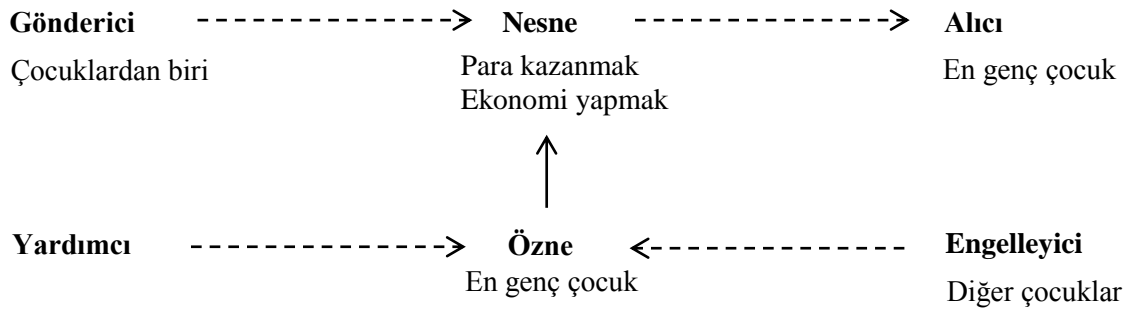 Gönderici Nesne Alıcı
Çocuklardan biri Para kazanmak En genç çocuk
Ekonomi yapmak
Yardımcı Özne Engelleyici
En genç çocuk Diğer çocuklar